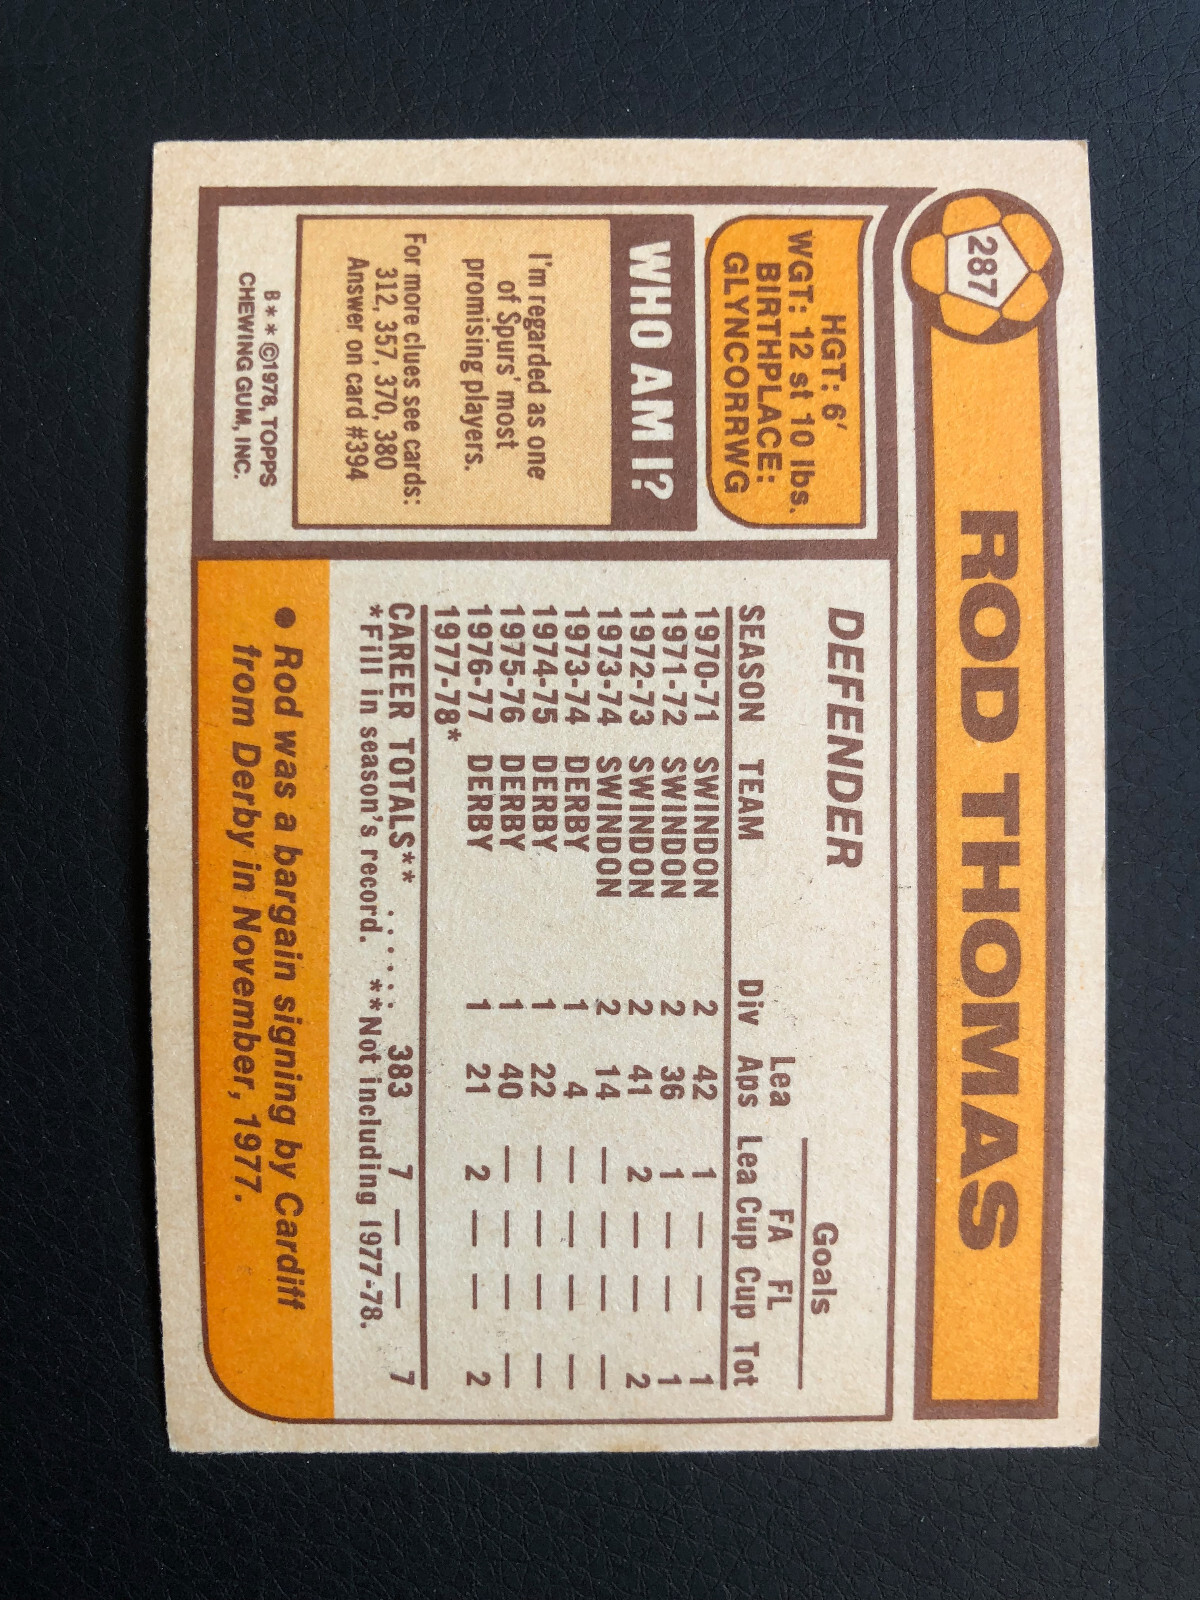 287
ROD THOMAS
HGT: 6'
WGT: 12 st 10 lbs.
BIRTHPLACE:
GLYNCORRWG
WHO AM I?
I'm regarded as one
of Spurs' most
promising players.
For more clues see cards:
312, 357, 370, 380
Answer on card #394
B * * ©1978, TOPPS
CHEWING GUM, INC.
DEFENDER
Goals
Lea FA FL
SEASON TEAM Div Aps Lea Cup Cup Tot
1970-71 SWINDON 2 42 1 — — 1
1971-72 SWINDON 2 36 1 — — 1
1972-73 SWINDON 2 41 2 — — 2
1973-74 SWINDON 2 14 — — — —
1973-74 DERBY 1 4 — — — —
1974-75 DERBY 1 22 — — — —
1975-76 DERBY 1 40 — — — —
1976-77 DERBY 1 21 2 — — 2
1977-78*
CAREER TOTALS** ...... 383 7 — — 7
*Fill in season's record. **Not including 1977-78.
● Rod was a bargain signing by Cardiff
from Derby in November, 1977.